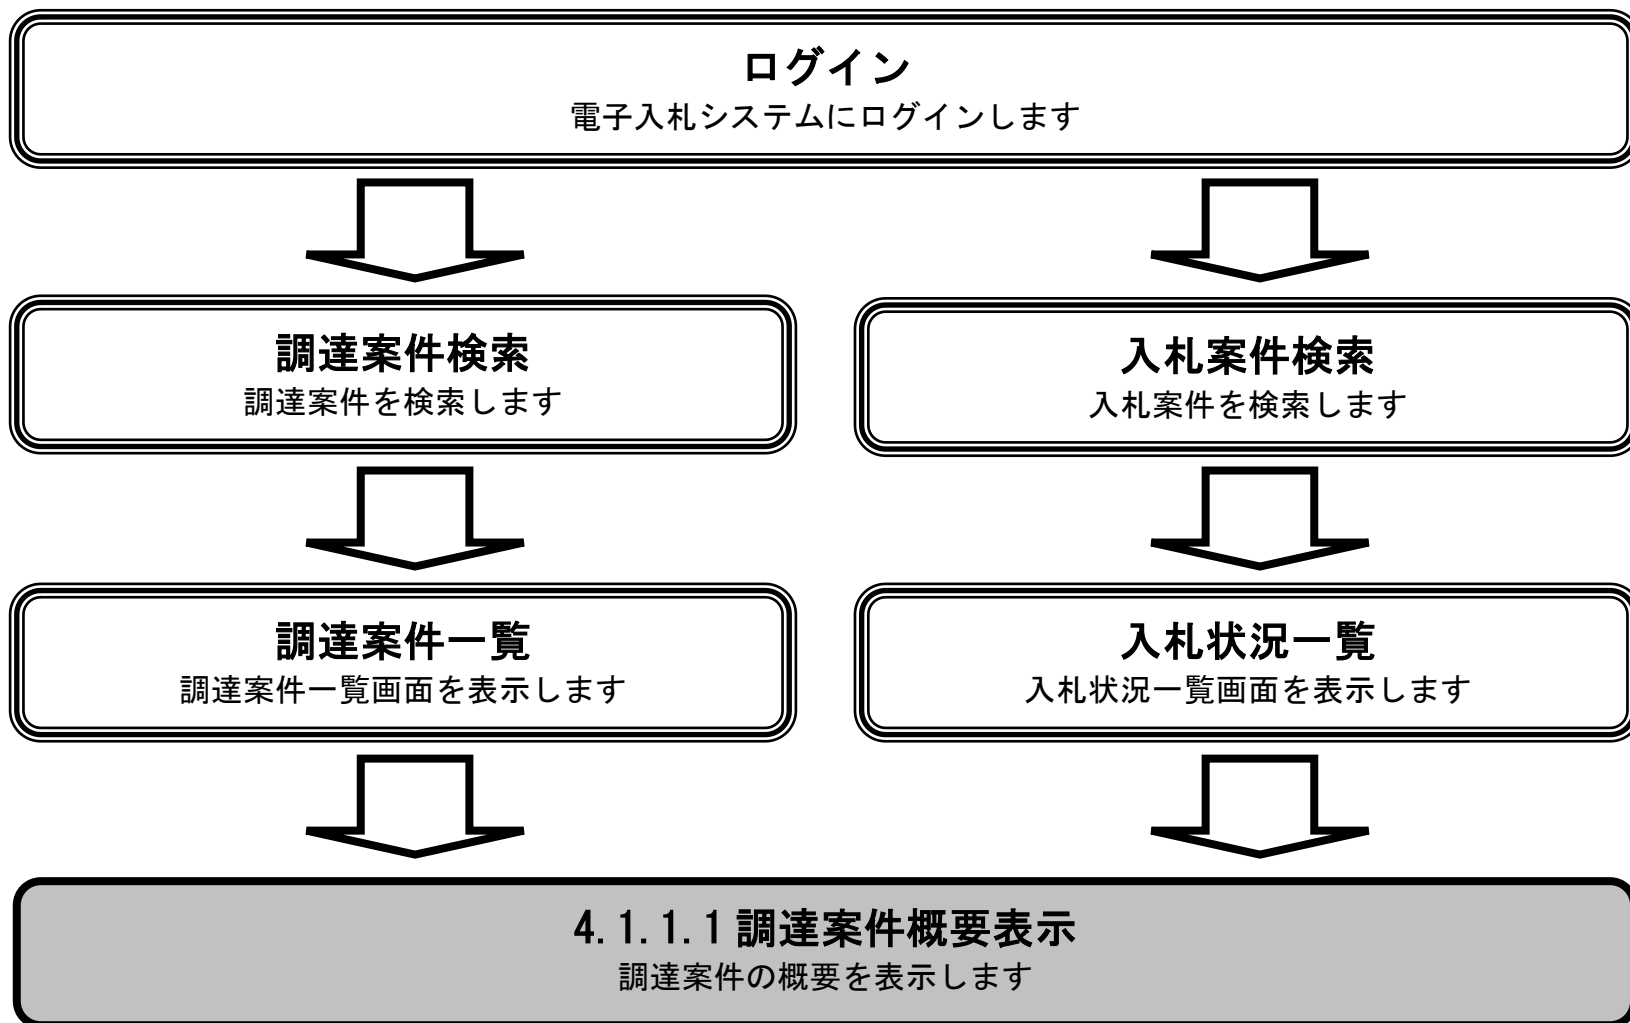 ログイン
電子入札システムにログインします
調達案件検索
調達案件を検索します
入札案件検索
入札案件を検索します
調達案件一覧
調達案件一覧画面を表示します
入札状況一覧
入札状況一覧画面を表示します
4.1.1.1調達案件概要表示
調達案件の概要を表示します